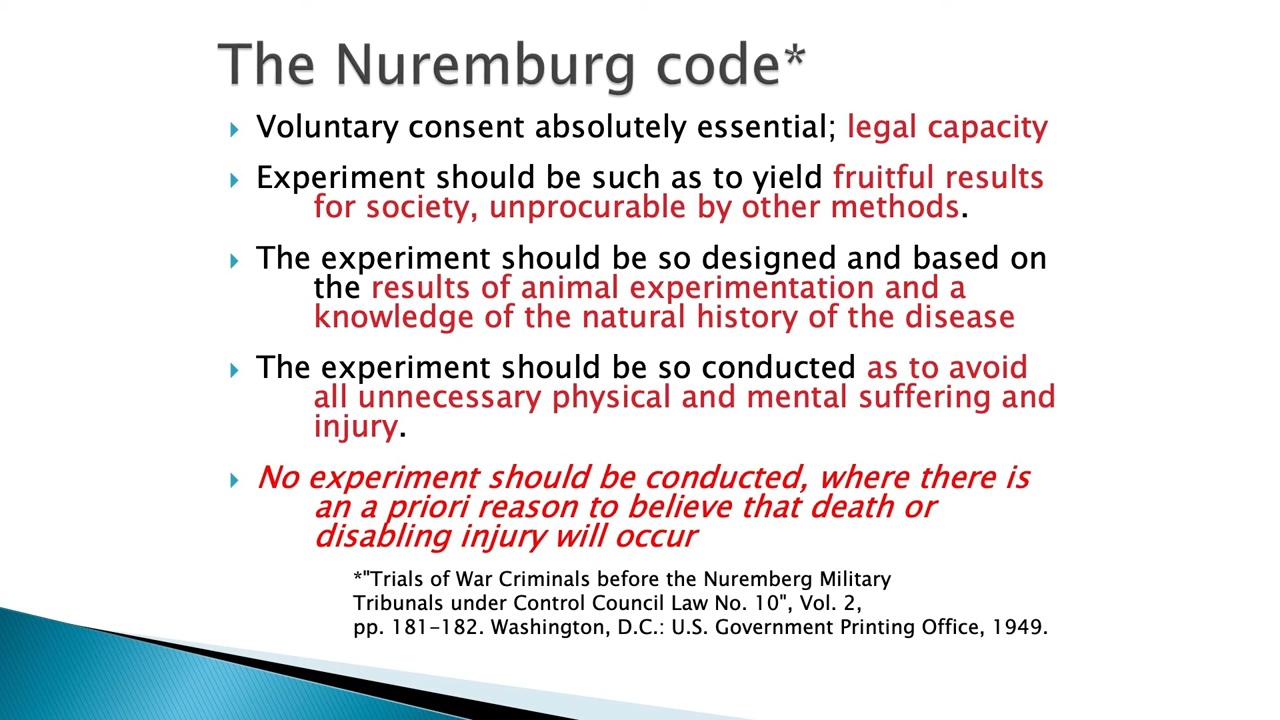 The Nuremburg code*
Voluntary consent absolutely essential; legal capacity
Experiment should be such as to yield fruitful results
for society, unprocurable by other methods.
The experiment should be so designed and based on
the results of animal experimentation and a
knowledge of the natural history of the disease
The experiment should be so conducted as to avoid
all unnecessary physical and mental suffering and
injury.
No experiment should be conducted, where there is
an a priori reason to believe that death or
disabling injury will occur
*"Trials of War Criminals before the Nuremberg Military
Tribunals under Control Council Law No. 10", Vol. 2,
pp. 181-182. Washington, D.C.: U.S. Government Printing Office, 1949.